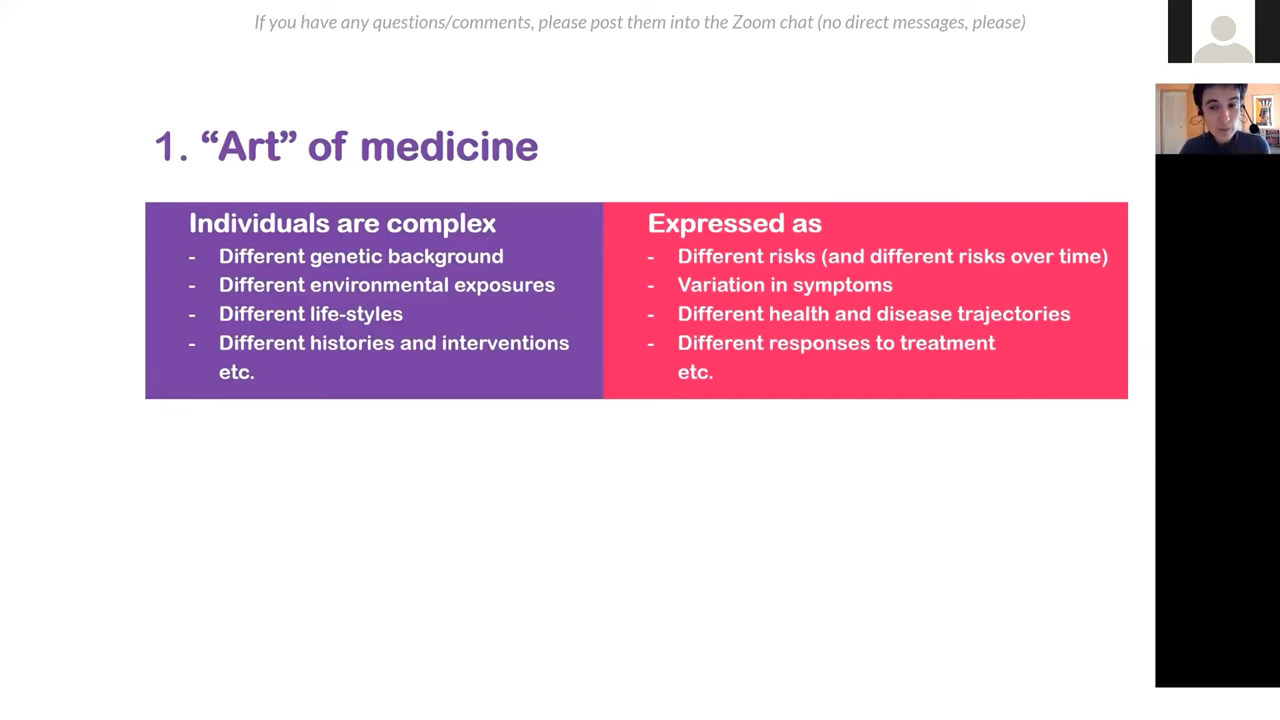 If you have any questions/comments, please post them into the Zoom chat (no direct messages, please)
1. “Art” of medicine
Individuals are complex
- Different genetic background
- Different environmental exposures
- Different life-styles
- Different histories and interventions
etc.
Expressed as
- Different risks (and different risks over time)
- Variation in symptoms
- Different health and disease trajectories
- Different responses to treatment
etc.